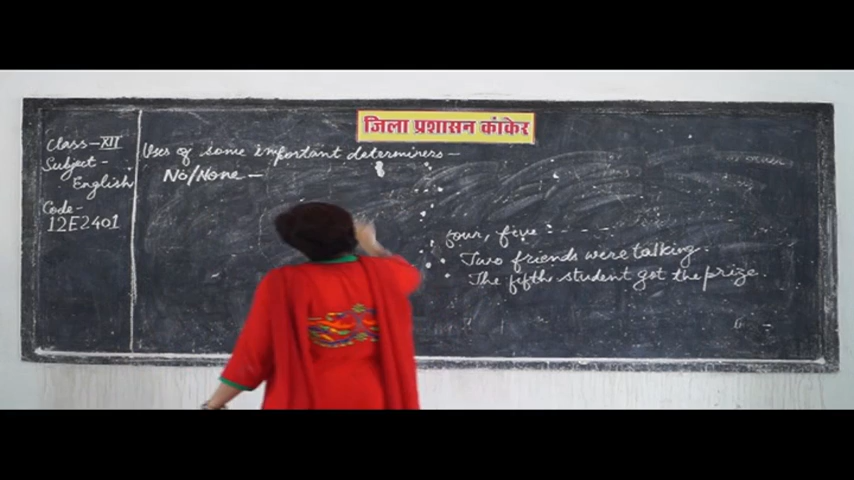 जिला प्रशासन कांकेर
Class-XII
Subject-
English
Code-
12E2401
Uses of some important determiners-
No/None-
four, five -----
Two friends were talking.
The fifth student got the prize.